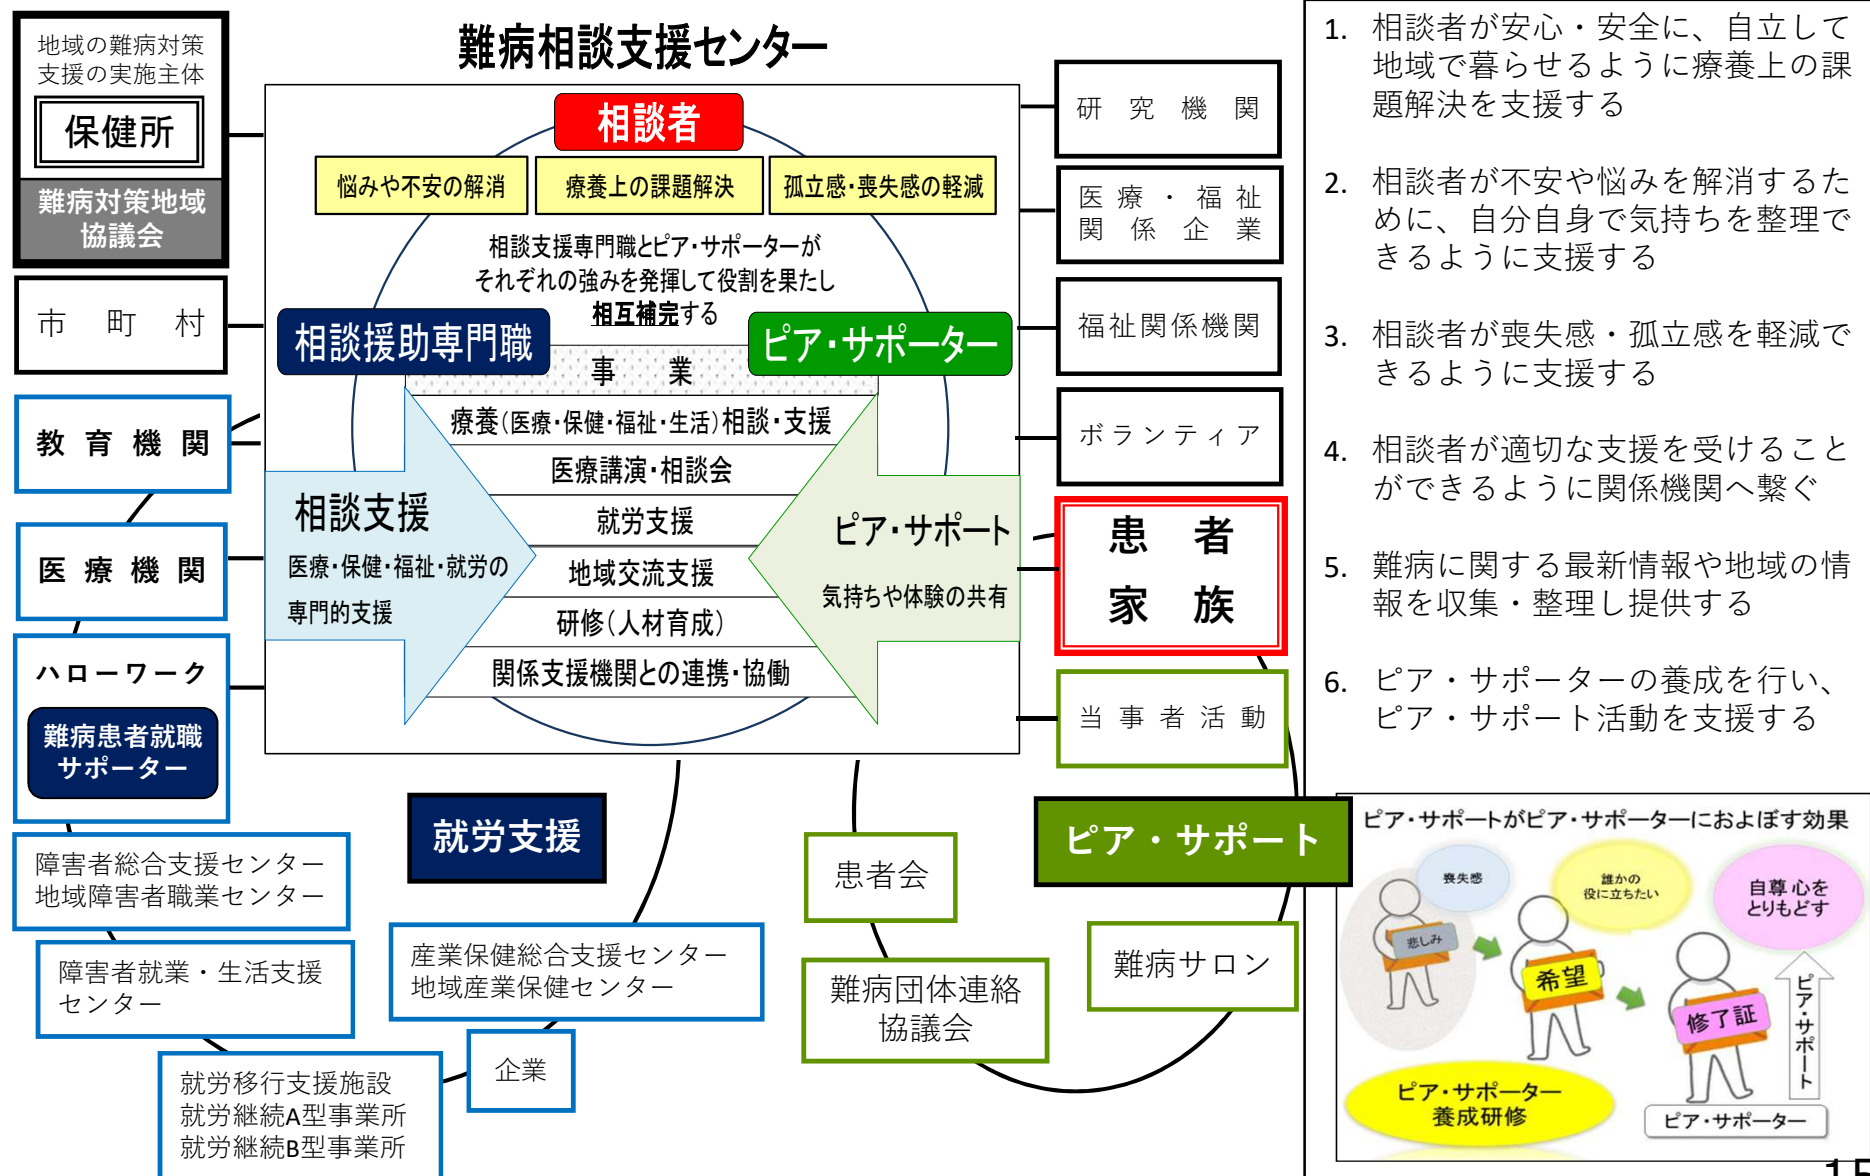 難病相談支援センター
地域の難病対策
支援の実施主体
保健所
難病対策地域
協議会
市町村
教育機関
医療機関
ハローワーク
難病患者就職
サポーター
障害者総合支援センター
地域障害者職業センター
障害者就業・生活支援
センター
就労移行支援施設
就労継続A型事業所
就労継続B型事業所
相談者
悩みや不安の解消
療養上の課題解決
孤立感・喪失感の軽減
相談支援専門職とピア・サポーターが
それぞれの強みを発揮して役割を果たし
相互補完する
相談援助専門職
ピア・サポーター
事業
療養(医療・保健・福祉・生活)相談・支援
医療講演・相談会
就労支援
地域交流支援
研修(人材育成)
関係支援機関との連携・協働
相談支援
医療・保健・福祉・就労の
専門的支援
ピア・サポート
気持ちや体験の共有
就労支援
産業保健総合支援センター
地域産業保健センター
企業
研究機関
医療・福祉
関係企業
福祉関係機関
ボランティア
患者
家族
当事者活動
ピア・サポート
患者会
難病団体連絡
協議会
難病サロン
1. 相談者が安心・安全に、自立して
地域で暮らせるように療養上の課
題解決を支援する
2. 相談者が不安や悩みを解消するた
めに、自分自身で気持ちを整理で
きるように支援する
3. 相談者が喪失感・孤立感を軽減で
きるように支援する
4. 相談者が適切な支援を受けること
ができるように関係機関へ繋ぐ
5. 難病に関する最新情報や地域の情
報を収集・整理し提供する
6. ピア・サポーターの養成を行い、
ピア・サポート活動を支援する
ピア・サポートがピア・サポーターにおよぼす効果
喪失感
誰かの
役に立ちたい
自尊心を
とりもどす
悲しみ
希望
修了証
ピア・サポート
ピア・サポーター
養成研修
ピア・サポーター
15